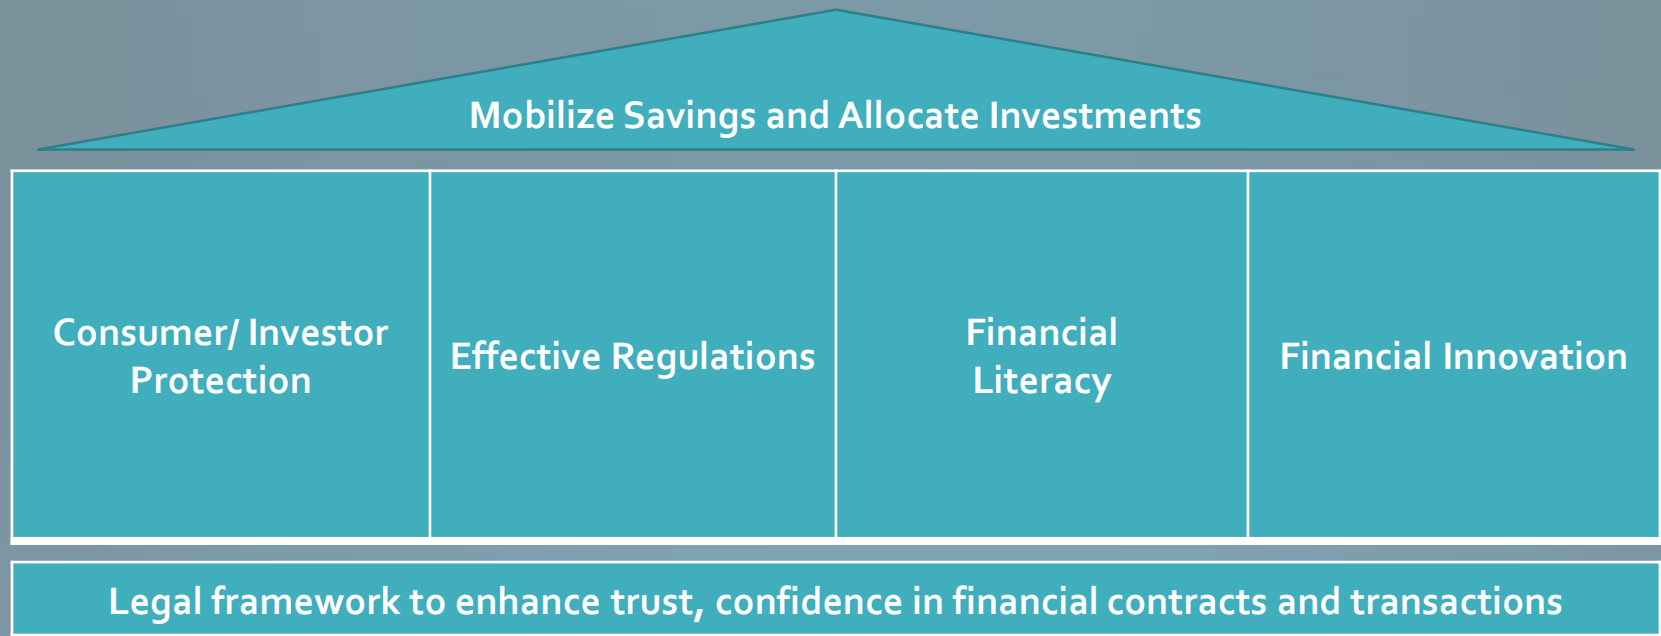 Mobilize Savings and Allocate Investments
Consumer/ Investor
Protection
Effective Regulations
Financial
Literacy
Financial Innovation
Legal framework to enhance trust, confidence in financial contracts and transactions